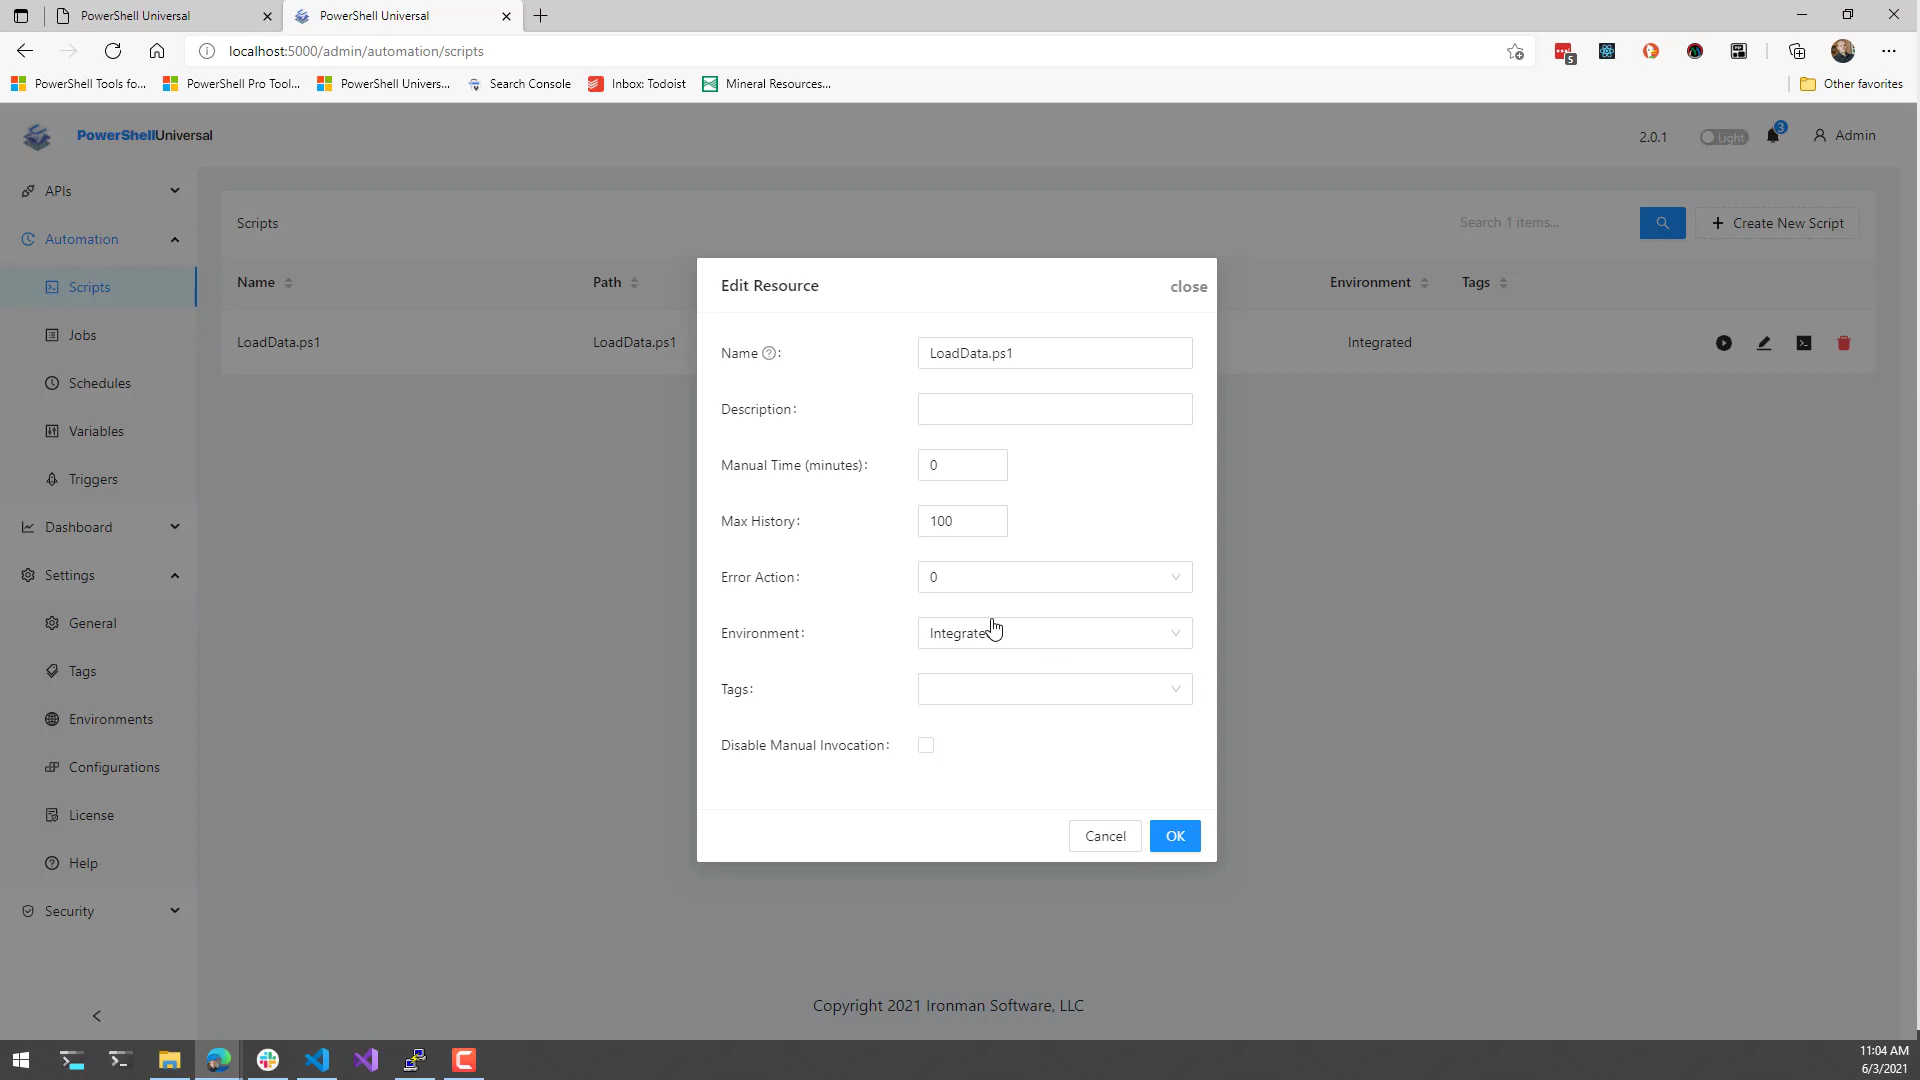 PowerShell Universal
PowerShell Universal
localhost:5000/admin/automation/scripts
5
PowerShell Tools fo...
PowerShell Pro Tool...
PowerShell Univers...
Search Console
Inbox: Todoist
Mineral Resources...
Other favorites
PowerShellUniversal
2.0.1
Light
3
Admin
APIs
Automation
Scripts
Jobs
Schedules
Variables
Triggers
Dashboard
Settings
General
Tags
Environments
Configurations
License
Help
Security
Scripts
Search 1 items...
Create New Script
Name
Path
Environment
Tags
LoadData.ps1
LoadData.ps1
Integrated
Edit Resource
close
Name ?:
LoadData.ps1
Description:
Manual Time (minutes):
0
Max History:
100
Error Action:
0
Environment:
Integrate
Tags:
Disable Manual Invocation:
Cancel
OK
Copyright 2021 Ironman Software, LLC
11:04 AM
6/3/2021